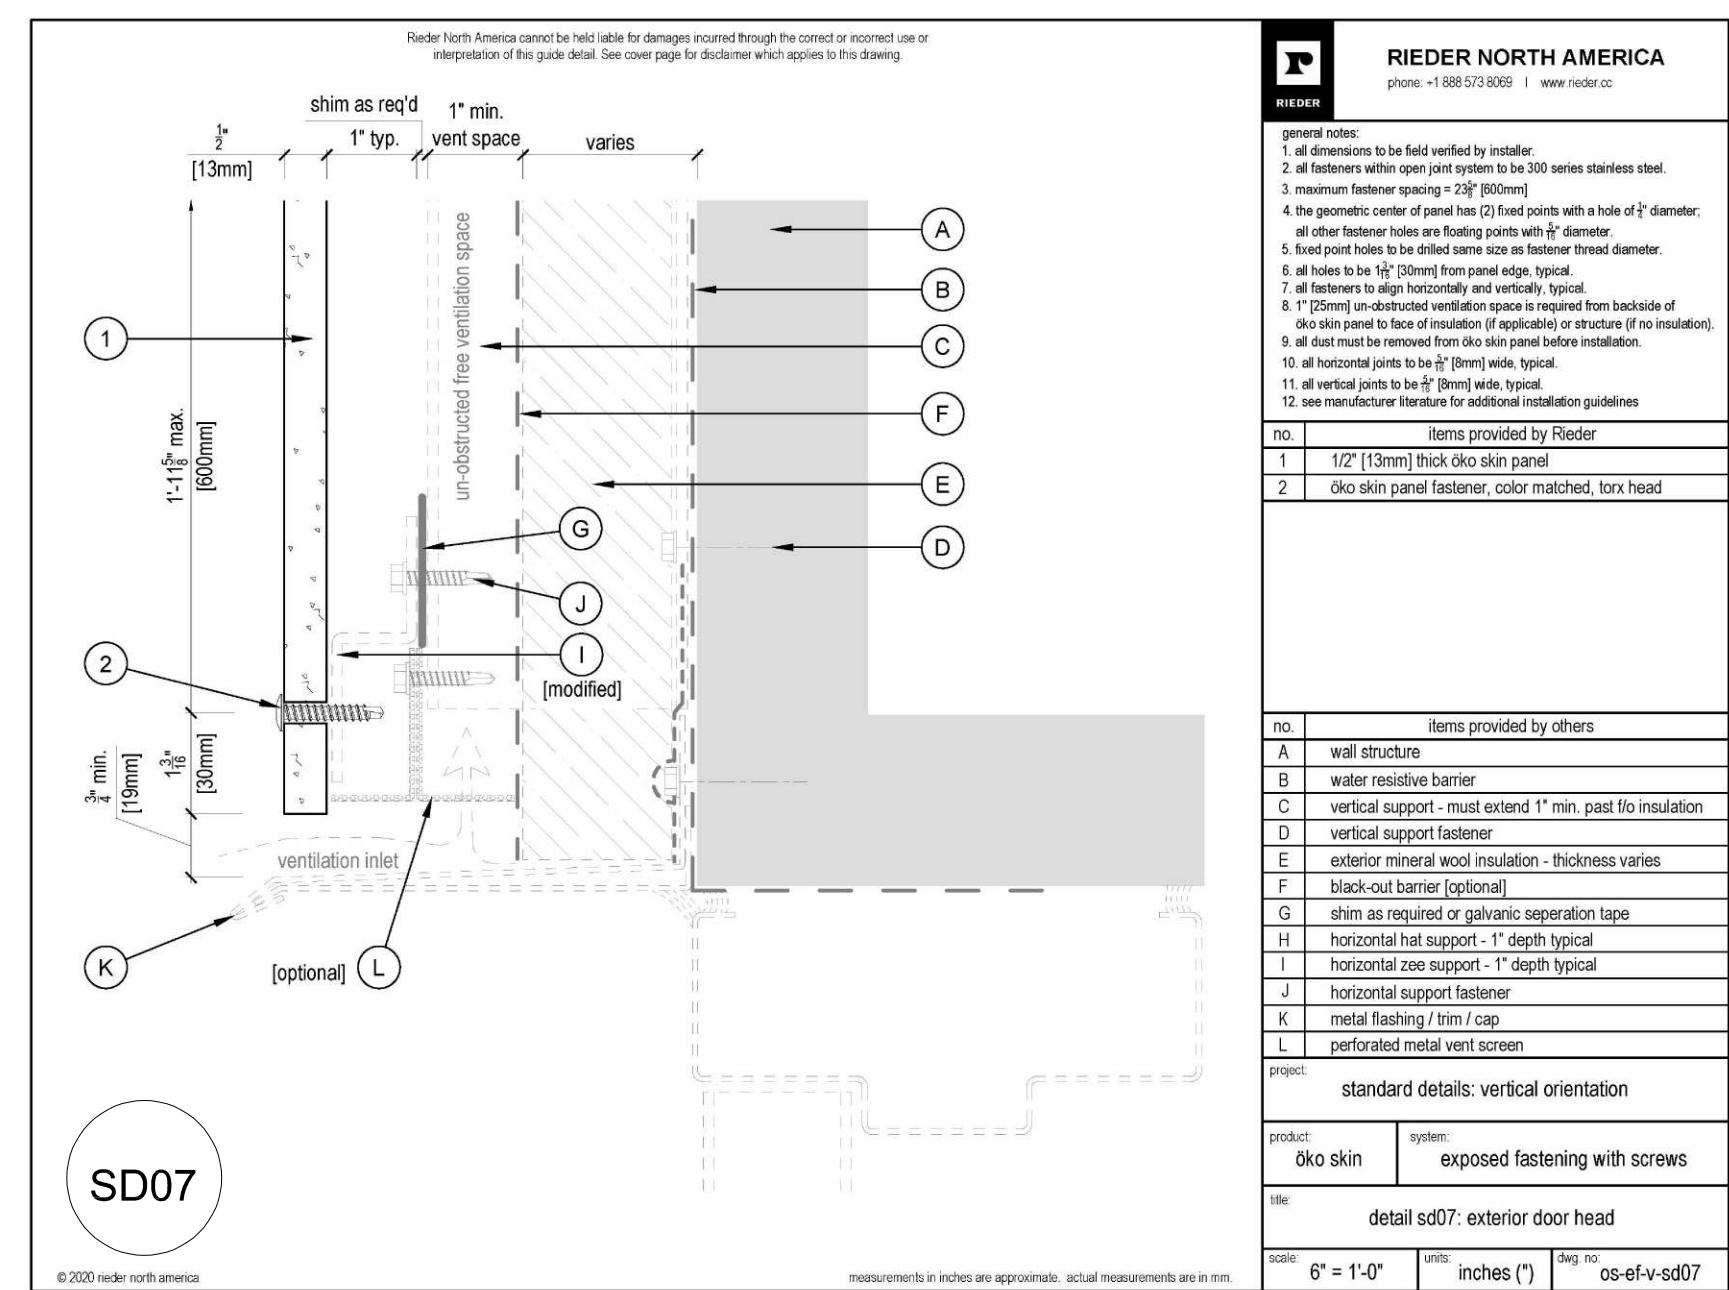 Rieder North America cannot be held liable for damages incurred through the correct or incorrect use or
interpretation of this guide detail. See cover page for disclaimer which applies to this drawing.
shim as req'd
1/2"
[13mm]
1" typ.
1" min.
vent space
varies
un-obstructed free ventilation space
A
B
C
F
E
D
G
J
I
[modified]
1
2
1'-11 5/8" max.
[600mm]
3/4" min.
[19mm]
1 3/16"
[30mm]
ventilation inlet
K
[optional]
L
SD07
© 2020 rieder north america
measurements in inches are approximate. actual measurements are in mm.
r
RIEDER
RIEDER NORTH AMERICA
phone: +1 888 573 8069 | www.rieder.cc
general notes:
1. all dimensions to be field verified by installer.
2. all fasteners within open joint system to be 300 series stainless steel.
3. maximum fastener spacing = 23 5/8" [600mm]
4. the geometric center of panel has (2) fixed points with a hole of 1/4" diameter;
all other fastener holes are floating points with 5/16" diameter.
5. fixed point holes to be drilled same size as fastener thread diameter.
6. all holes to be 1 3/16" [30mm] from panel edge, typical.
7. all fasteners to align horizontally and vertically, typical.
8. 1" [25mm] un-obstructed ventilation space is required from backside of
öko skin panel to face of insulation (if applicable) or structure (if no insulation).
9. all dust must be removed from öko skin panel before installation.
10. all horizontal joints to be 5/16" [8mm] wide, typical.
11. all vertical joints to be 5/16" [8mm] wide, typical.
12. see manufacturer literature for additional installation guidelines
no. items provided by Rieder
1 1/2" [13mm] thick öko skin panel
2 öko skin panel fastener, color matched, torx head
no. items provided by others
A wall structure
B water resistive barrier
C vertical support - must extend 1" min. past f/o insulation
D vertical support fastener
E exterior mineral wool insulation - thickness varies
F black-out barrier [optional]
G shim as required or galvanic seperation tape
H horizontal hat support - 1" depth typical
I horizontal zee support - 1" depth typical
J horizontal support fastener
K metal flashing / trim / cap
L perforated metal vent screen
project:
standard details: vertical orientation
product:
öko skin
system:
exposed fastening with screws
title:
detail sd07: exterior door head
scale:
6" = 1'-0"
units:
inches (")
dwg. no:
os-ef-v-sd07